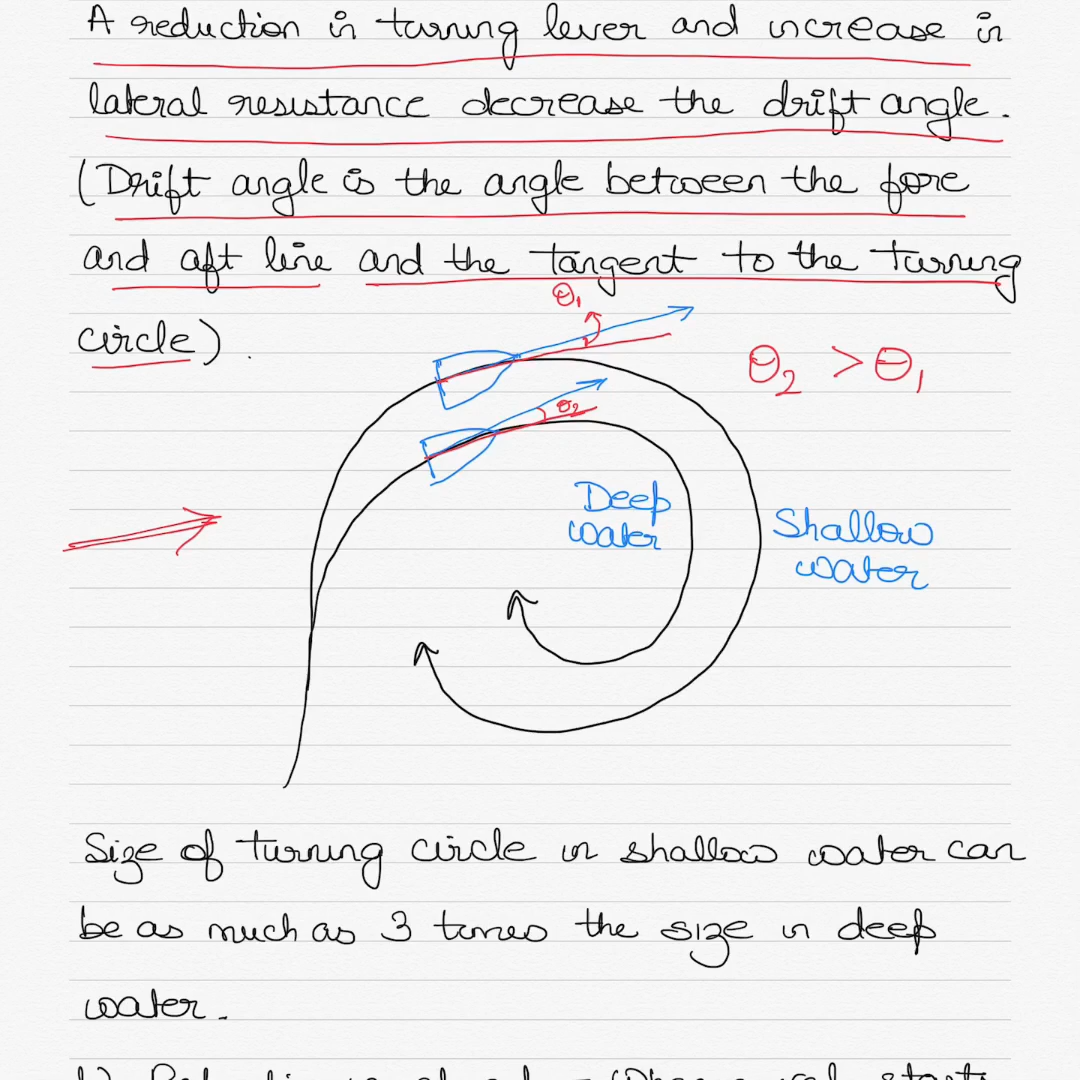 A reduction in turning lever and increase in
lateral resistance decrease the drift angle.
(Drift angle is the angle between the fore
and aft line and the tangent to the turning
circle).
θ₁
θ₂ > θ₁
θ₂
Deep
water
Shallow
water
Size of turning circle in shallow water can
be as much as 3 times the size in deep
water.